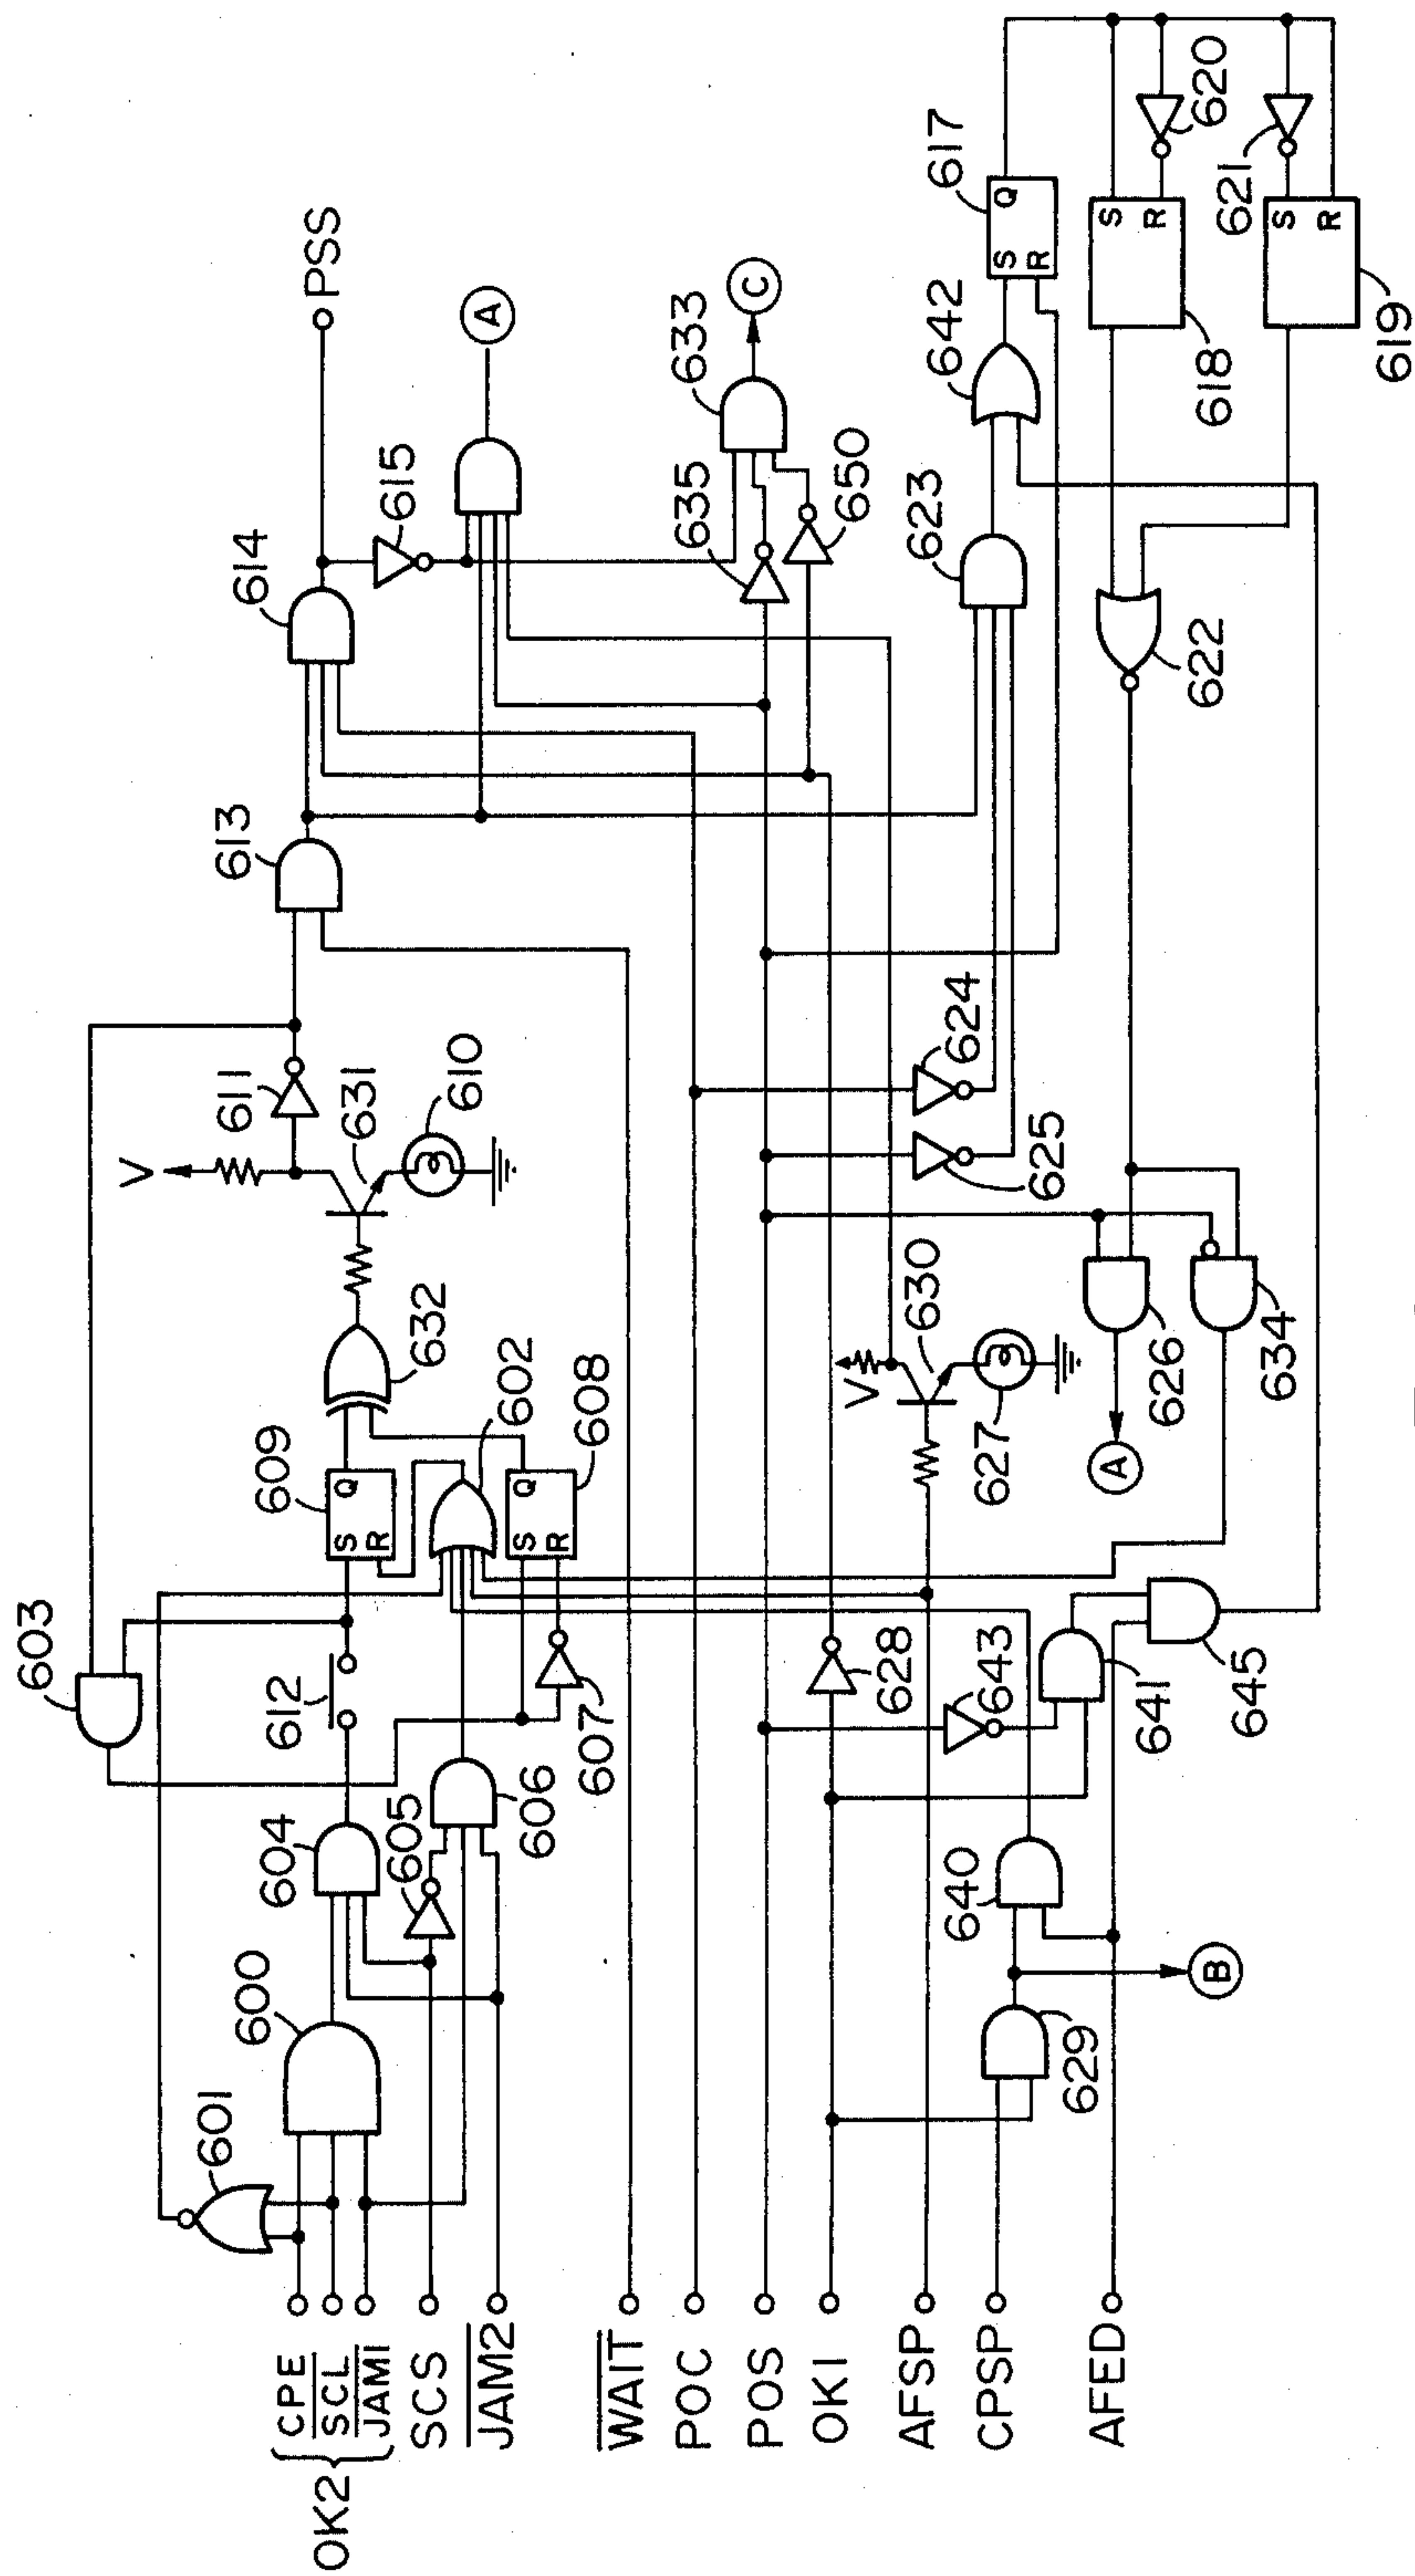 OK2
CPE
SCL
JAM1
SCS
JAM2
WAIT
POC
POS
OK1
AFSP
CPSP
AFED
601
600
603
604
605
606
612
607
609
S
Q
R
602
608
S
Q
R
632
V
611
631
610
613
614
615
PSS
A
635
633
650
C
628
643
629
B
640
641
645
V
630
627
624
625
623
642
617
S
Q
R
626
A
634
622
618
S
R
620
619
S
R
621